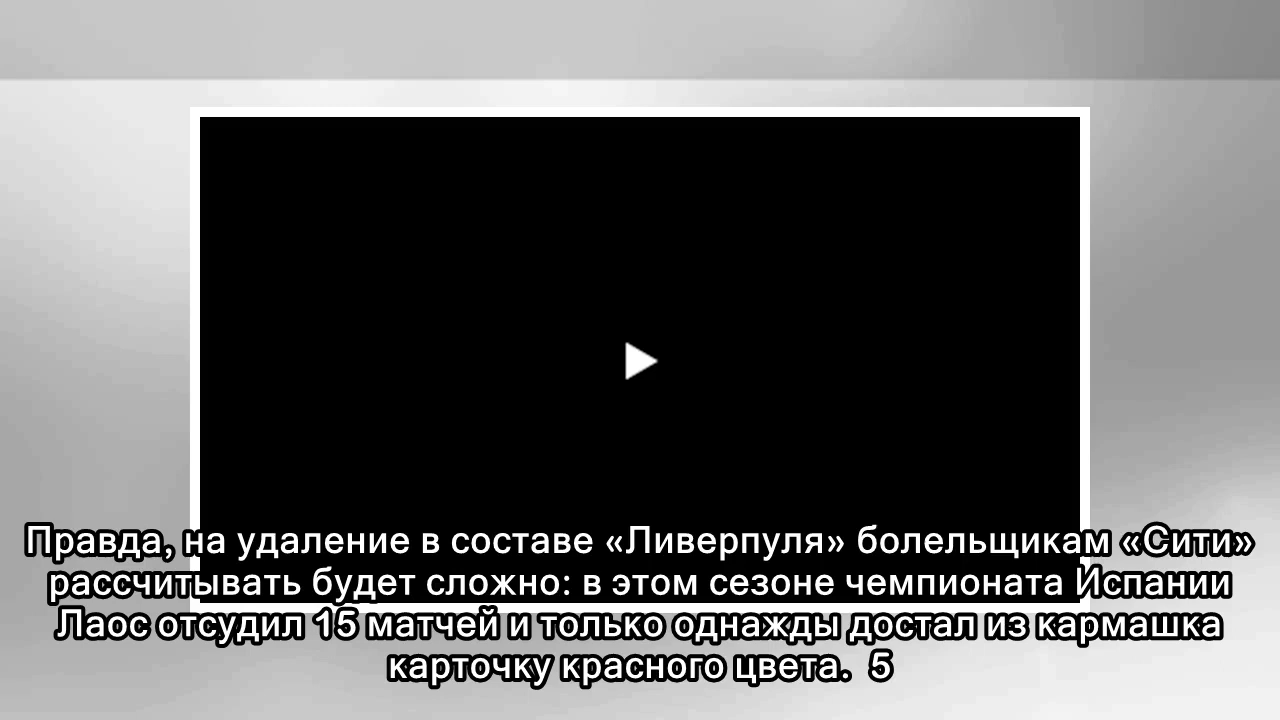 Правда, на удаление в составе «Ливерпуля» болельщикам «Сити»
рассчитывать будет сложно: в этом сезоне чемпионата Испании
Лаос отсудил 15 матчей и только однажды достал из кармашка
карточку красного цвета.  5